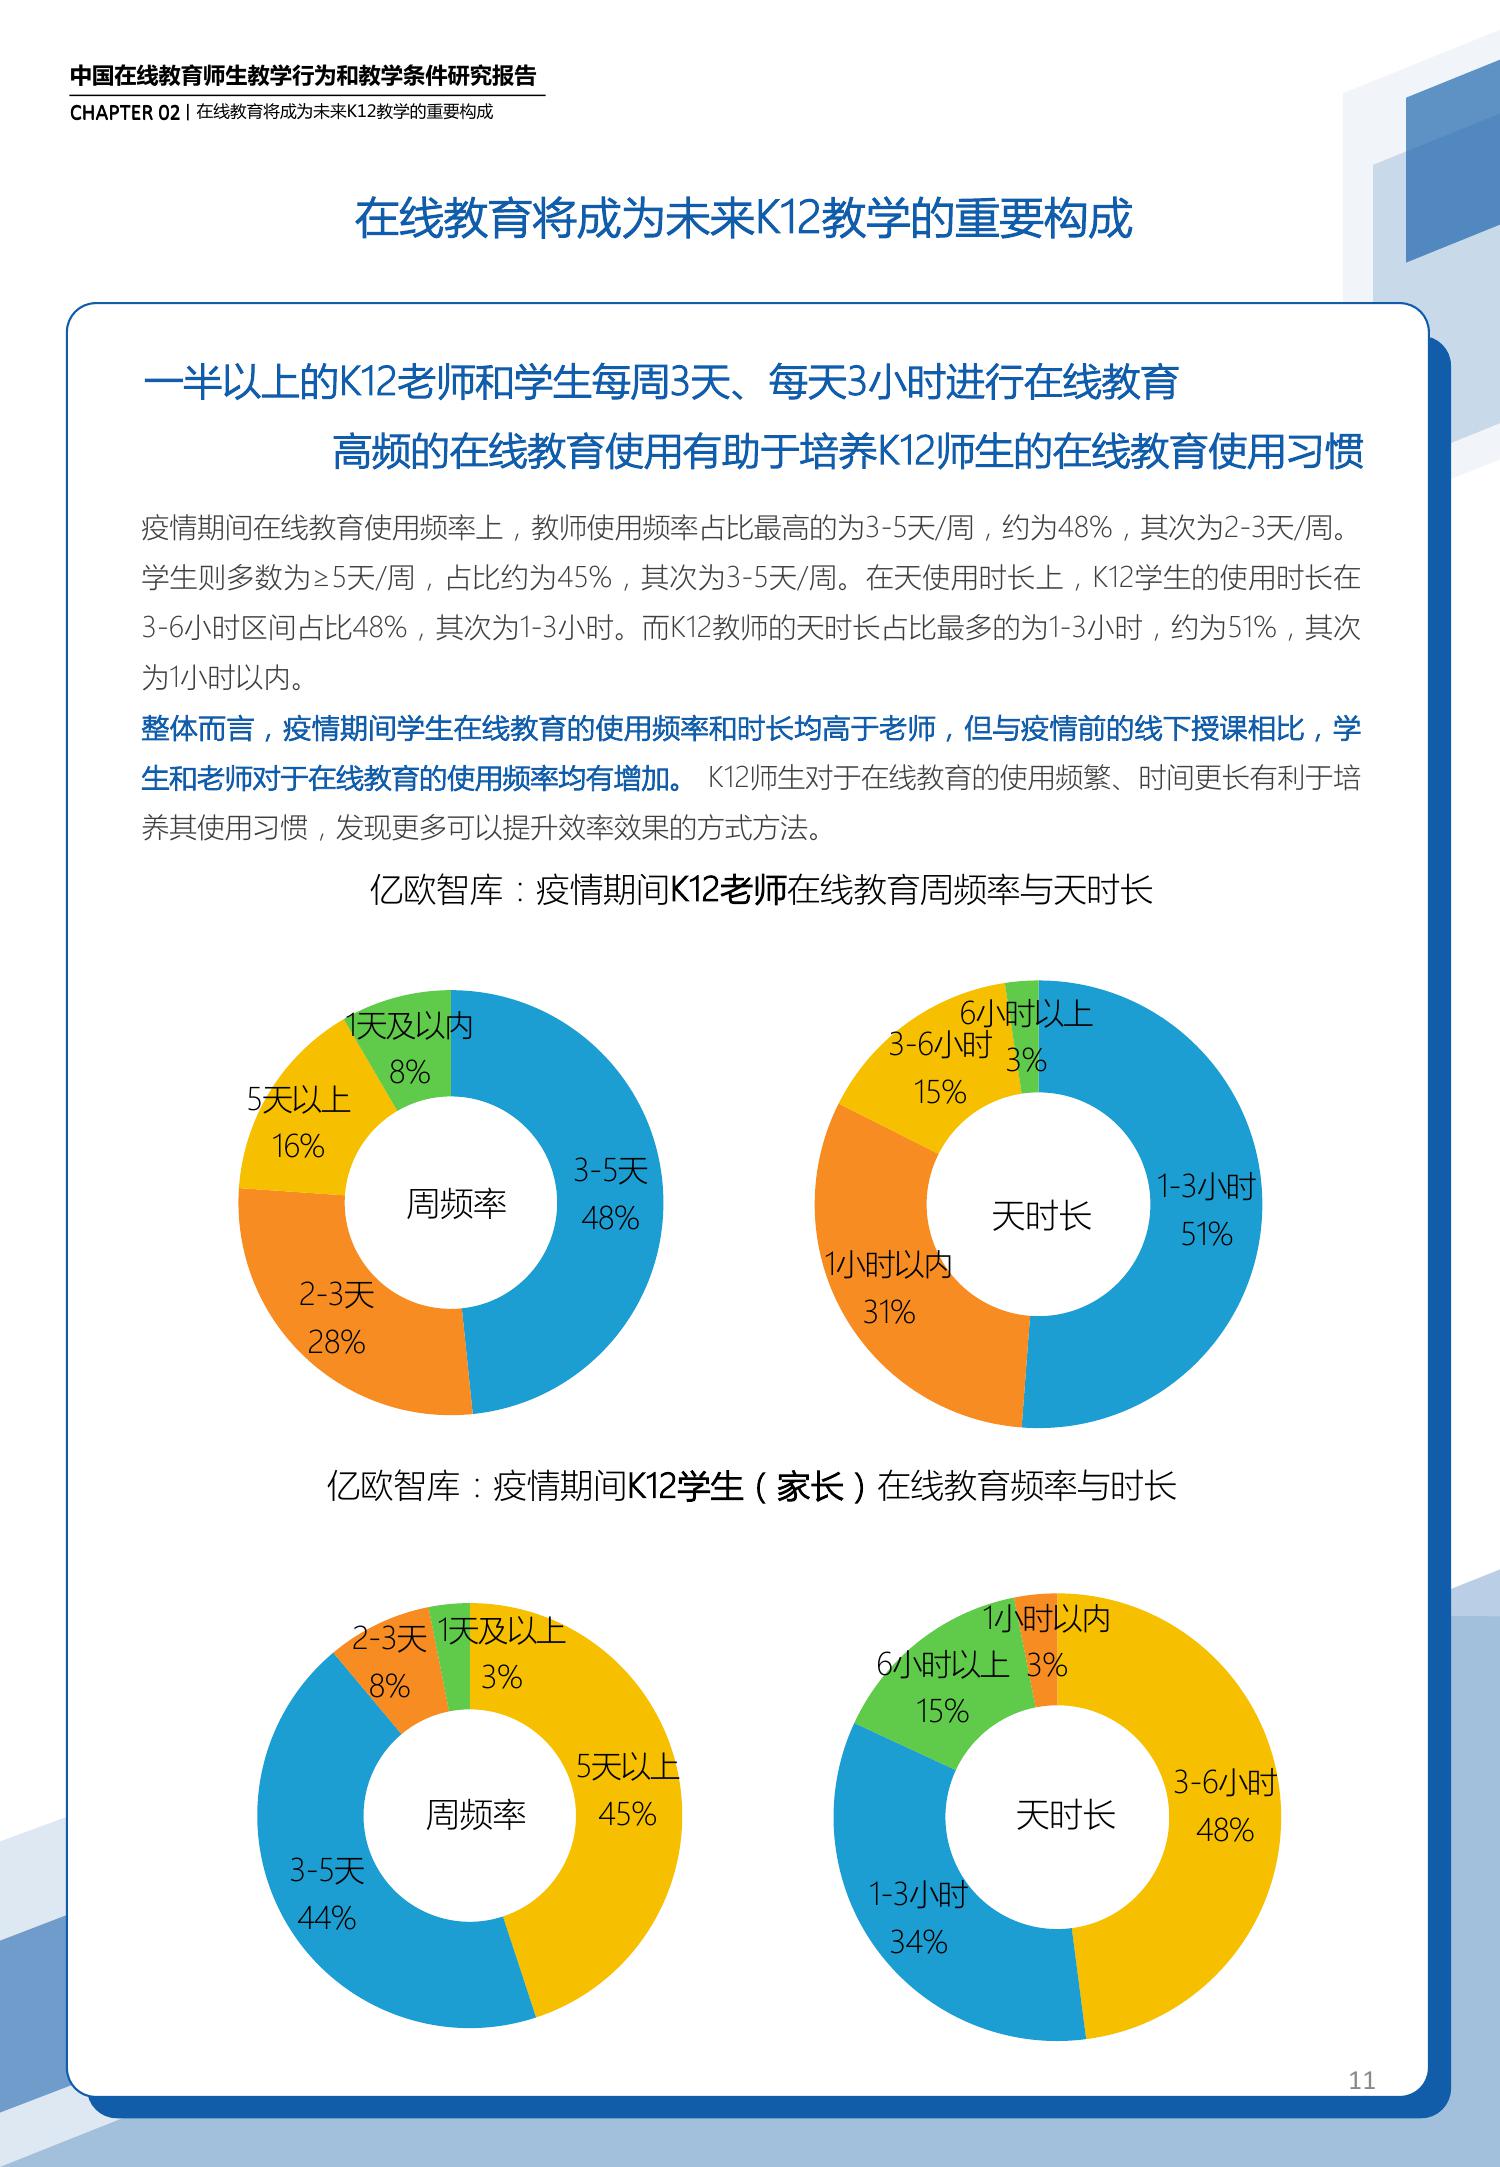 中国在线教育师生教学行为和教学条件研究报告
CHAPTER 02 | 在线教育将成为未来K12教学的重要构成
在线教育将成为未来K12教学的重要构成
一半以上的K12老师和学生每周3天、每天3小时进行在线教育
高频的在线教育使用有助于培养K12师生的在线教育使用习惯
疫情期间在线教育使用频率上，教师使用频率占比最高的为3-5天/周，约为48%，其次为2-3天/周。
学生则多数为≥5天/周，占比约为45%，其次为3-5天/周。在天使用时长上，K12学生的使用时长在
3-6小时区间占比48%，其次为1-3小时。而K12教师的天时长占比最多的为1-3小时，约为51%，其次
为1小时以内。
整体而言，疫情期间学生在线教育的使用频率和时长均高于老师，但与疫情前的线下授课相比，学
生和老师对于在线教育的使用频率均有增加。 K12师生对于在线教育的使用频繁、时间更长有利于培
养其使用习惯，发现更多可以提升效率效果的方式方法。
亿欧智库：疫情期间K12老师在线教育周频率与天时长
1天及以内
8%
5天以上
16%
3-5天
48%
周频率
2-3天
28%
6小时以上
3%
3-6小时
15%
1-3小时
51%
天时长
1小时以内
31%
亿欧智库：疫情期间K12学生（家长）在线教育频率与时长
2-3天
8%
1天及以上
3%
5天以上
45%
周频率
3-5天
44%
1小时以内
3%
6小时以上
15%
3-6小时
48%
天时长
1-3小时
34%
11